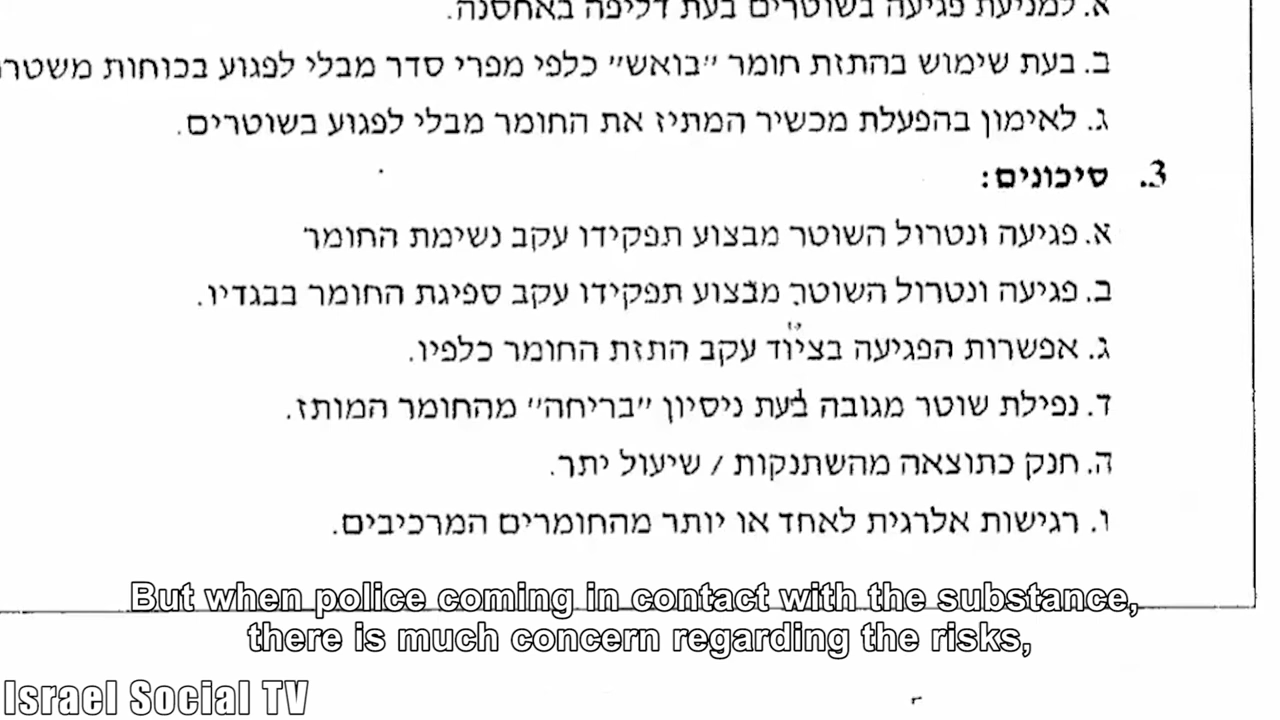 א. למניעת פגיעה בשוטרים בעת דליפה באחסנה.
ב. בעת שימוש בהתזת חומר "בואש" כלפי מפרי סדר מבלי לפגוע בכוחות
ג. לאימון בהפעלת מכשיר המתיז את החומר מבלי לפגוע בשוטרים.
3. סיכונים:
א. פגיעה ונטרול השוטר מבצוע תפקידו עקב נשימת החומר
ב. פגיעה ונטרול השוטר מבצוע תפקידו עקב ספיגת החומר בבגדיו.
ג. אפשרות הפגיעה בציוד עקב התזת החומר כלפיו.
ד. נפילת שוטר מגובה בעת ניסיון "בריחה" מהחומר המותז.
ה. חנק כתוצאה מהשתנקות / שיעול יתר.
ו. רגישות אלרגית לאחד או יותר מהחומרים המרכיבים.
But when police coming in contact with the substance,
there is much concern regarding the risks,
Israel Social TV